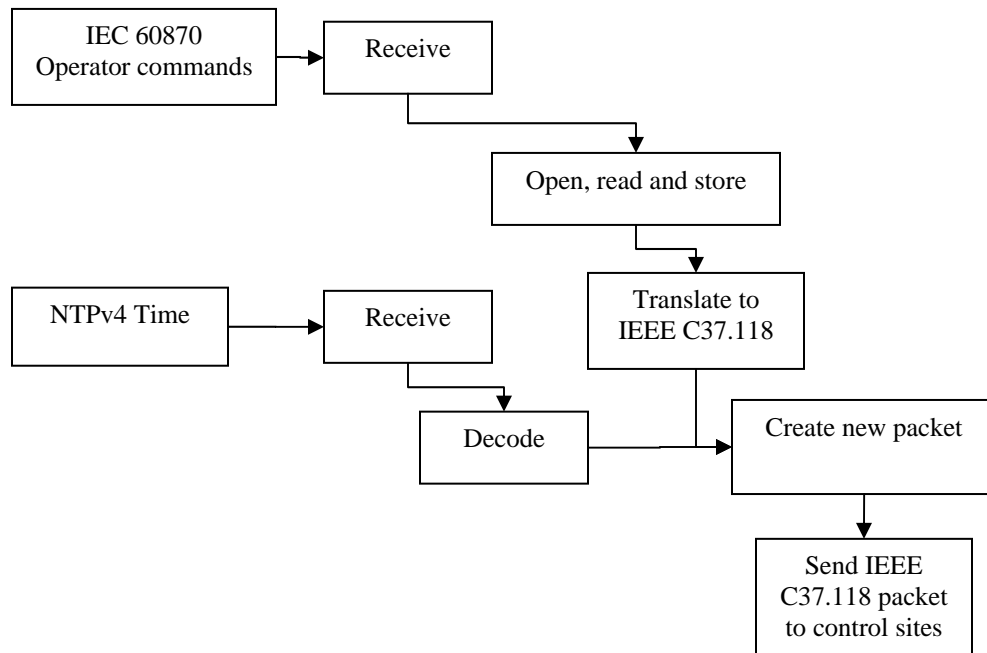 IEC 60870
Operator commands
Receive
Open, read and store
Translate to
IEEE C37.118
NTPv4 Time
Receive
Decode
Create new packet
Send IEEE
C37.118 packet
to control sites